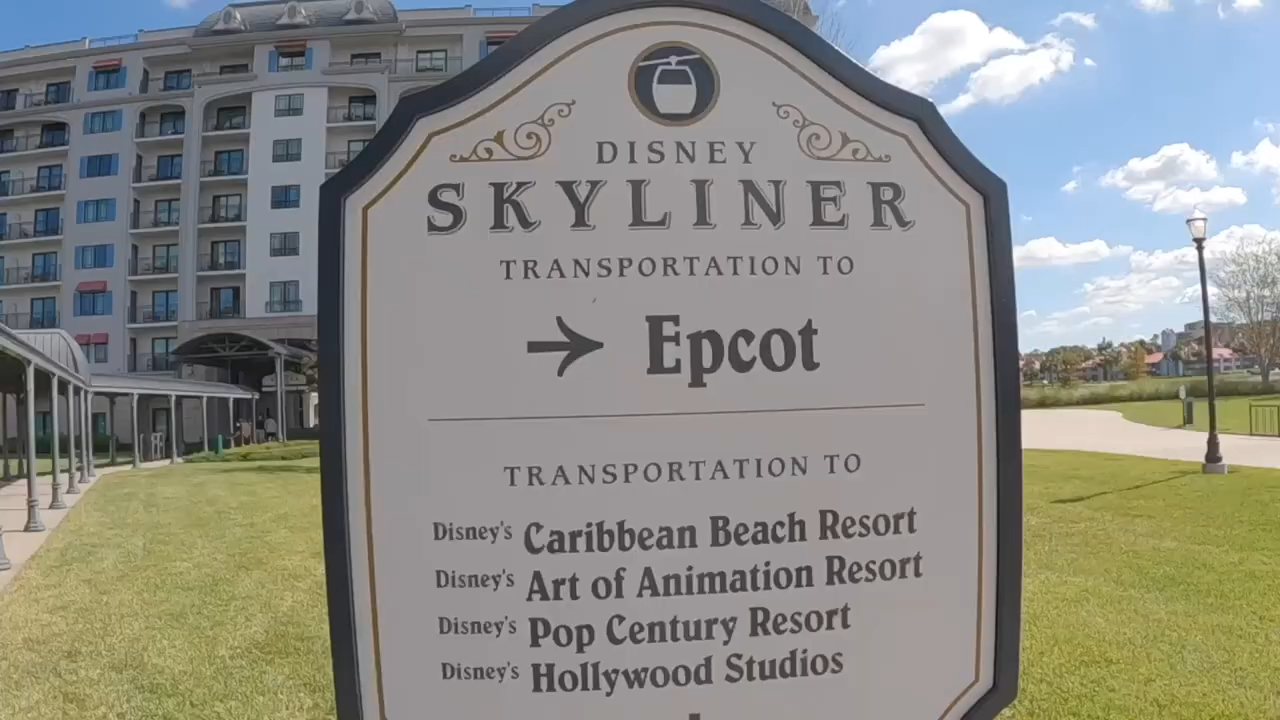 DISNEY
SKYLINER
TRANSPORTATION TO
→ Epcot
TRANSPORTATION TO
Disney's Caribbean Beach Resort
Disney's Art of Animation Resort
Disney's Pop Century Resort
Disney's Hollywood Studios